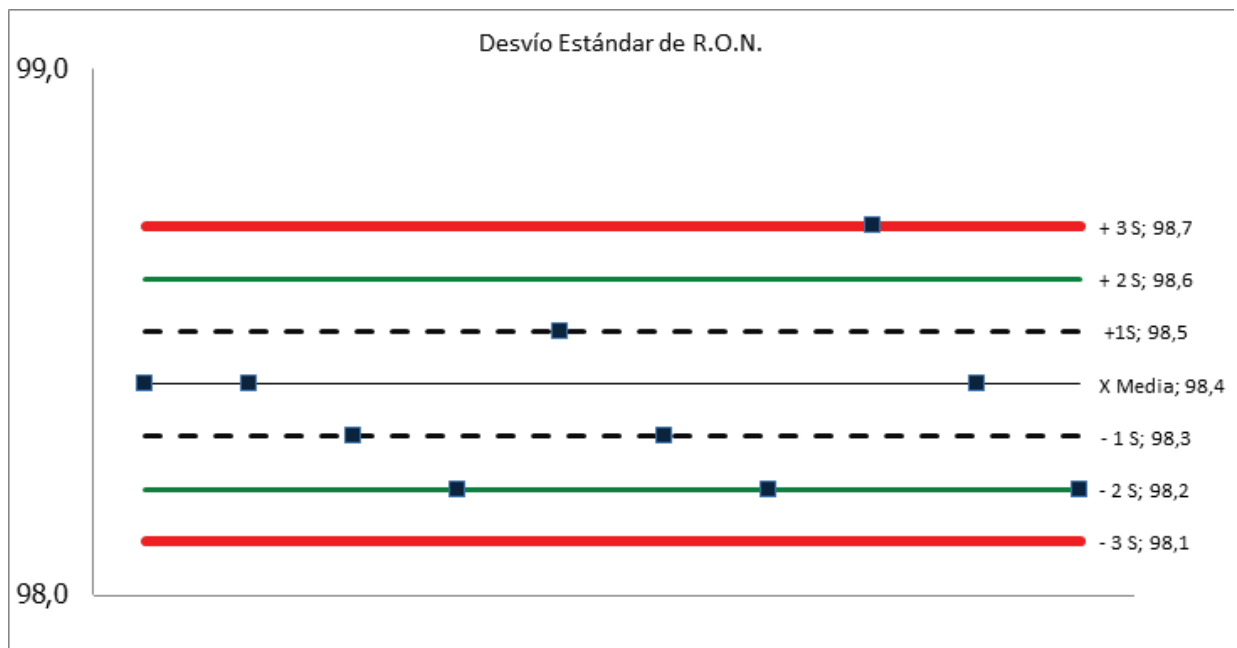 Desvío Estándar de R.O.N.
99,0
+ 3 S; 98,7
+ 2 S; 98,6
+1S; 98,5
X Media; 98,4
- 1 S; 98,3
- 2 S; 98,2
- 3 S; 98,1
98,0